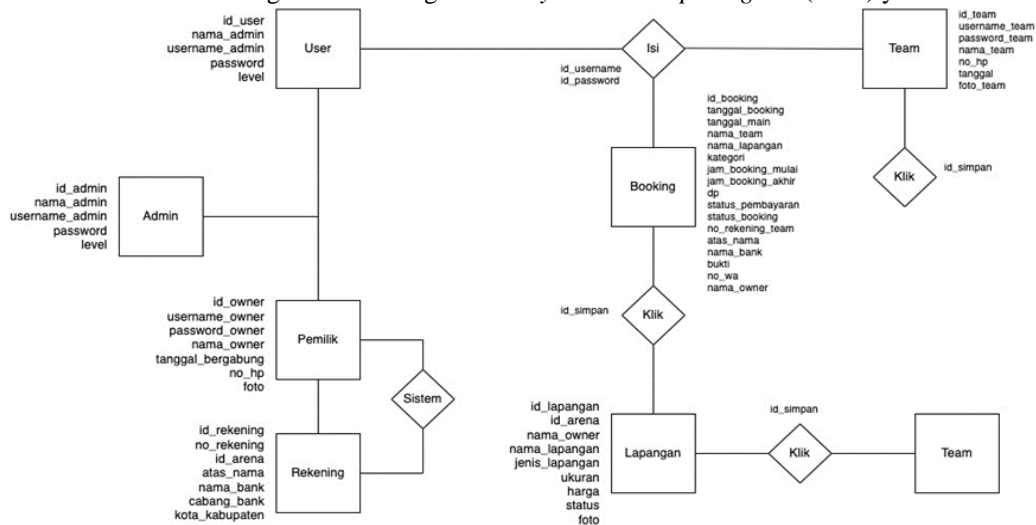 id_user
nama_admin
username_admin
password
level
User
Isi
id_username
id_password
Team
id_team
username_team
password_team
nama_team
no_hp
tanggal
foto_team
Klik
id_simpan
id_admin
nama_admin
username_admin
password
level
Admin
Booking
id_booking
tanggal_booking
tanggal_main
nama_team
nama_lapangan
kategori
jam_booking_mulai
jam_booking_akhir
dp
status_pembayaran
status_booking
no_rekening_team
atas_nama
nama_bank
bukti
no_wa
nama_owner
id_owner
username_owner
password_owner
nama_owner
tanggal_bergabung
no_hp
foto
Pemilik
Sistem
id_simpan
Klik
id_rekening
no_rekening
id_arena
atas_nama
nama_bank
cabang_bank
kota_kabupaten
Rekening
id_lapangan
id_arena
nama_owner
nama_lapangan
jenis_lapangan
ukuran
harga
status
foto
Lapangan
id_simpan
Klik
Team